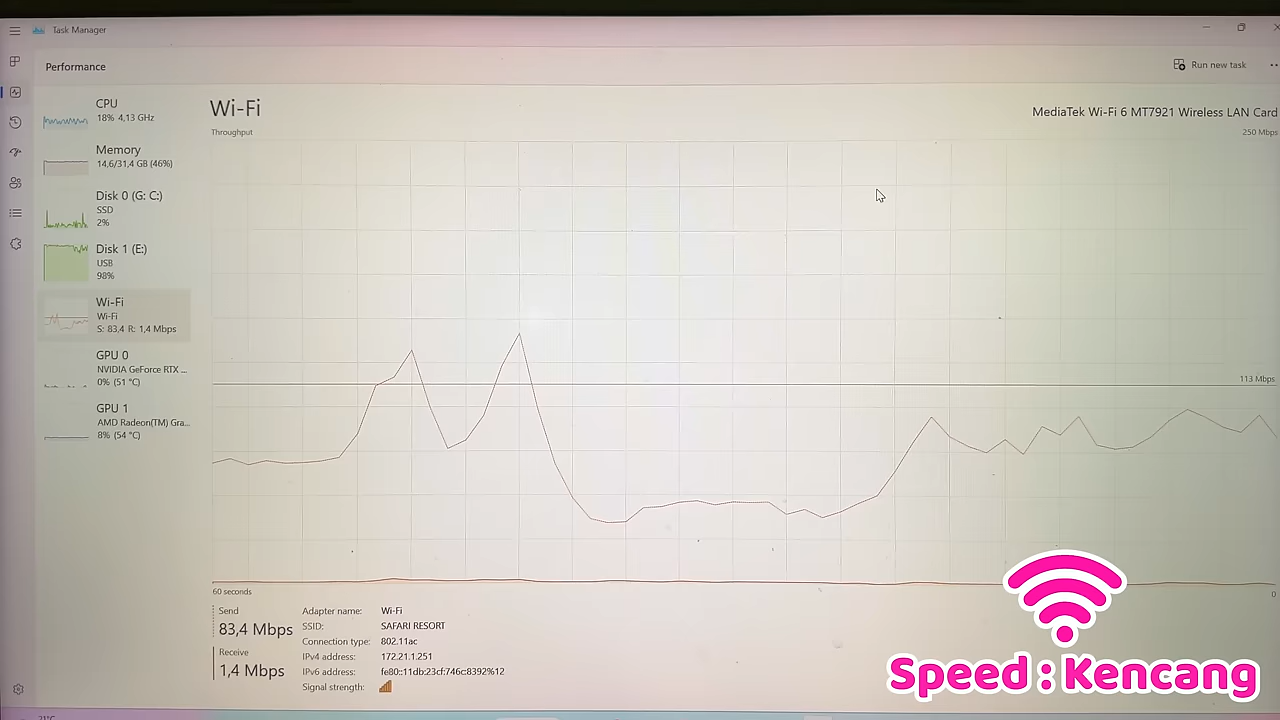 Task Manager
Performance
Run new task
CPU
18% 4,13 GHz
Memory
14,6/31,4 GB (46%)
Disk 0 (G: C:)
SSD
2%
Disk 1 (E:)
USB
98%
Wi-Fi
Wi-Fi
S: 83,4 R: 1,4 Mbps
GPU 0
NVIDIA GeForce RTX ...
0% (51 °C)
GPU 1
AMD Radeon(TM) Gra...
8% (54 °C)
Wi-Fi
MediaTek Wi-Fi 6 MT7921 Wireless LAN Card
Throughput
250 Mbps
113 Mbps
60 seconds
0
Send
83,4 Mbps
Receive
1,4 Mbps
Adapter name: Wi-Fi
SSID: SAFARI RESORT
Connection type: 802.11ac
IPv4 address: 172.21.1.251
IPv6 address: fe80::11db:23cf:746c:8392%12
Signal strength:
Speed : Kencang